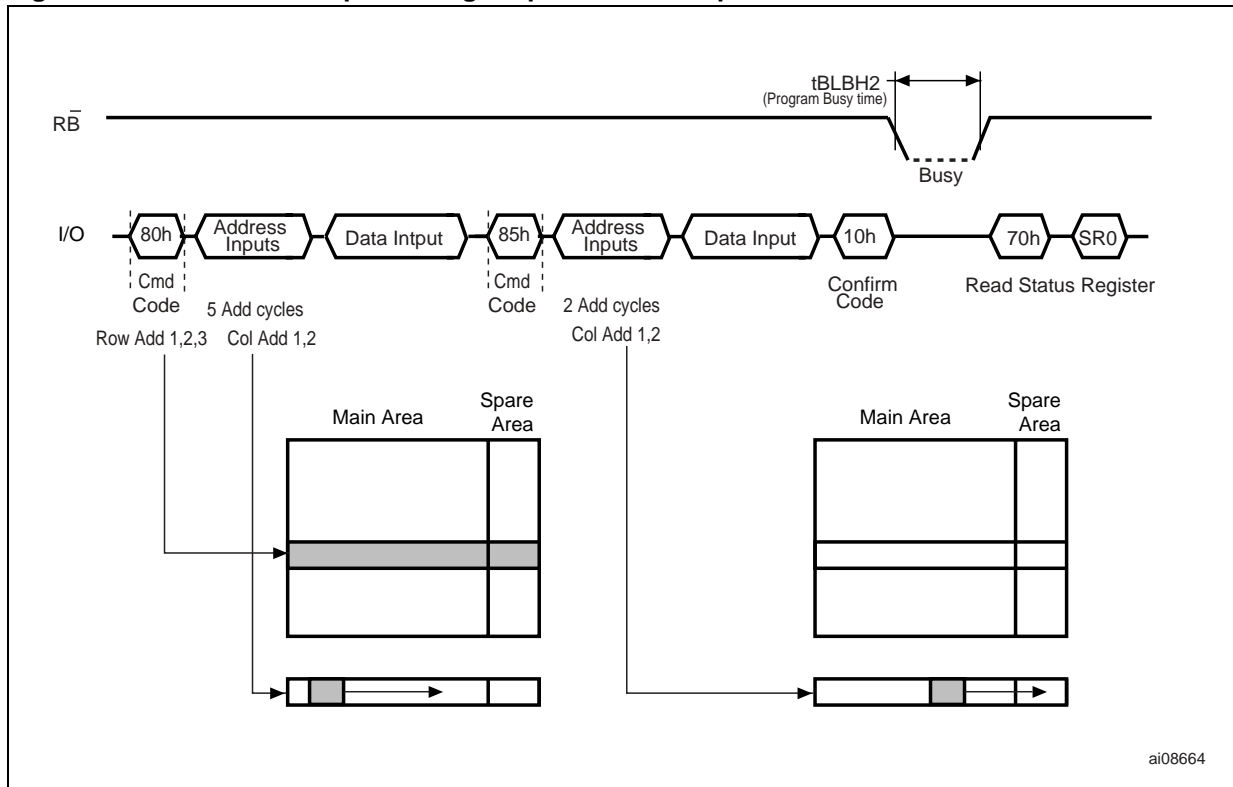 tBLBH2
(Program Busy time)
RB̅
Busy
I/O
80h
Address
Inputs
Data Intput
85h
Address
Inputs
Data Input
10h
70h
SR0
Cmd
Code
Cmd
Code
Confirm
Code
Read Status Register
5 Add cycles
2 Add cycles
Row Add 1,2,3
Col Add 1,2
Col Add 1,2
Main Area
Spare
Area
Main Area
Spare
Area
ai08664